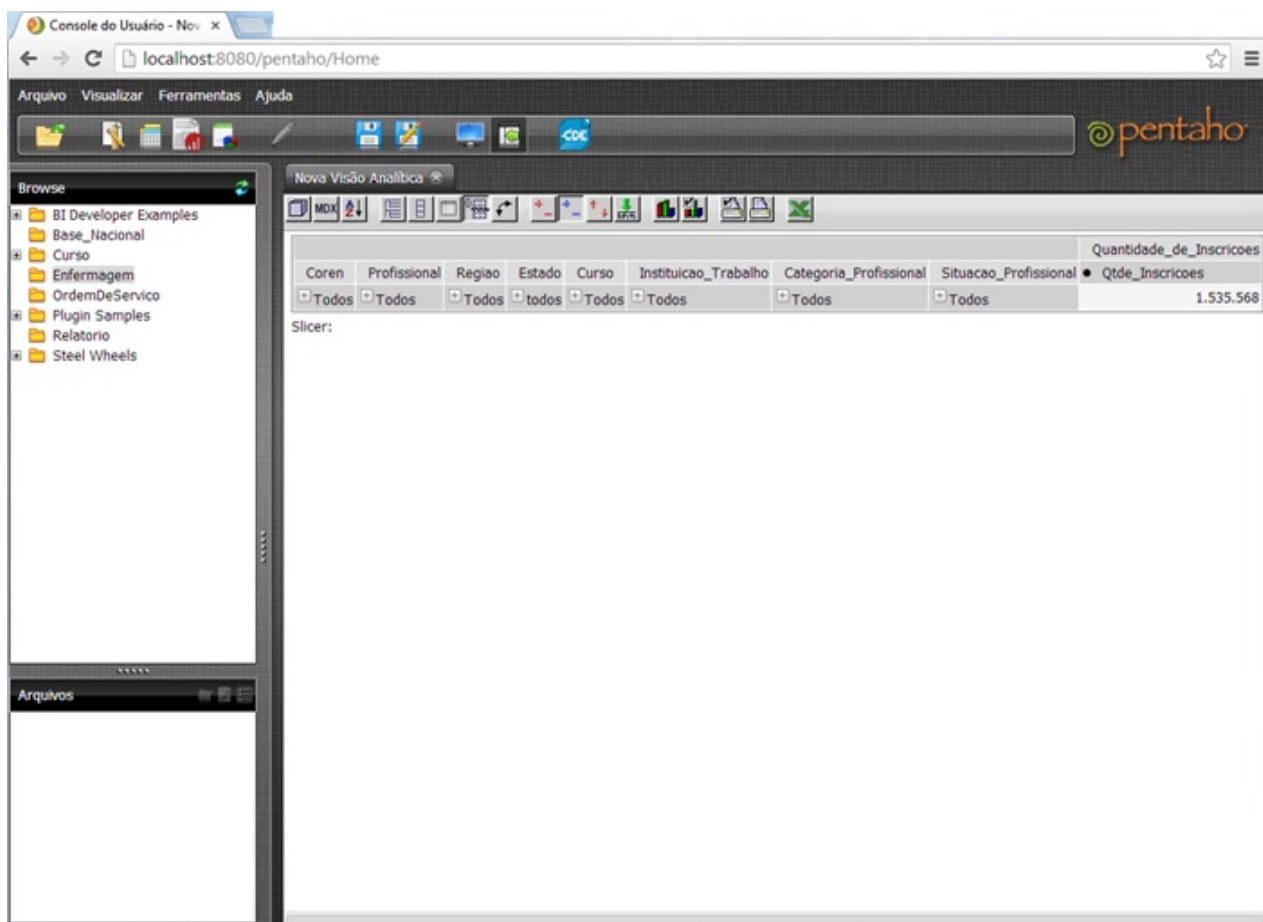 Console do Usuário - Nov
localhost:8080/pentaho/Home
Arquivo Visualizar Ferramentas Ajuda
CDE
pentaho
Browse
BI Developer Examples
Base_Nacional
Curso
Enfermagem
OrdemDeServico
Plugin Samples
Relatorio
Steel Wheels
Arquivos
Nova Visão Analítica
MDX
Quantidade_de_Inscricoes
Coren Profissional Regiao Estado Curso Instituicao_Trabalho Categoria_Profissional Situacao_Profissional Qtde_Inscricoes
Todos Todos Todos todos Todos Todos Todos Todos 1.535.568
Slicer: